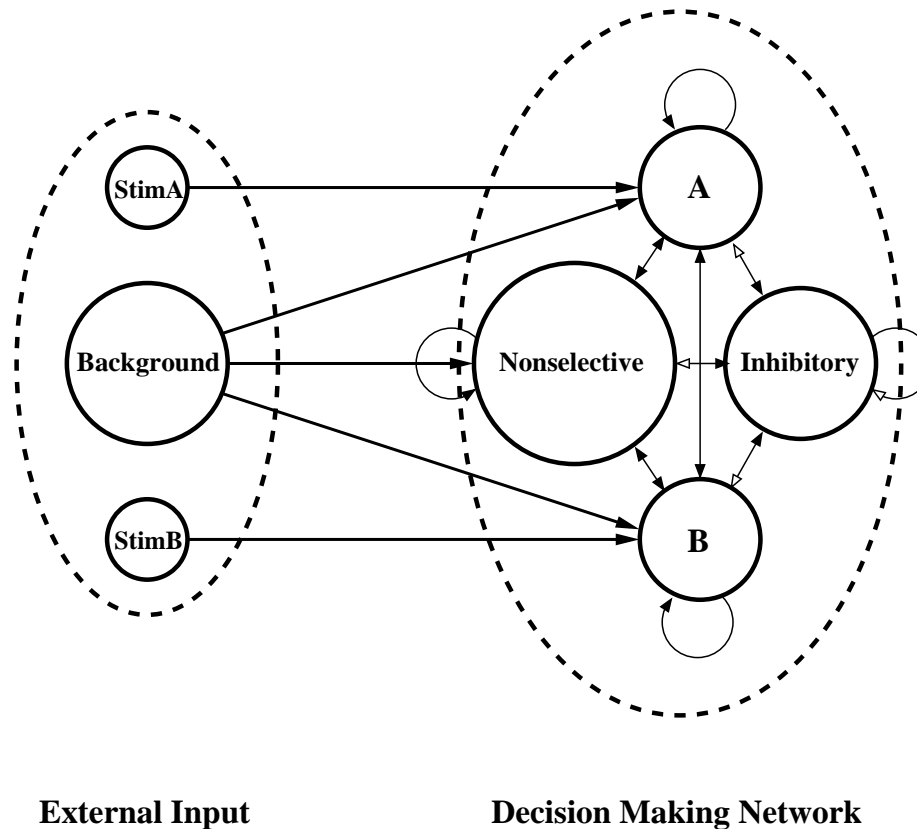 StimA
A
Background
Nonselective
Inhibitory
StimB
B
External Input
Decision Making Network